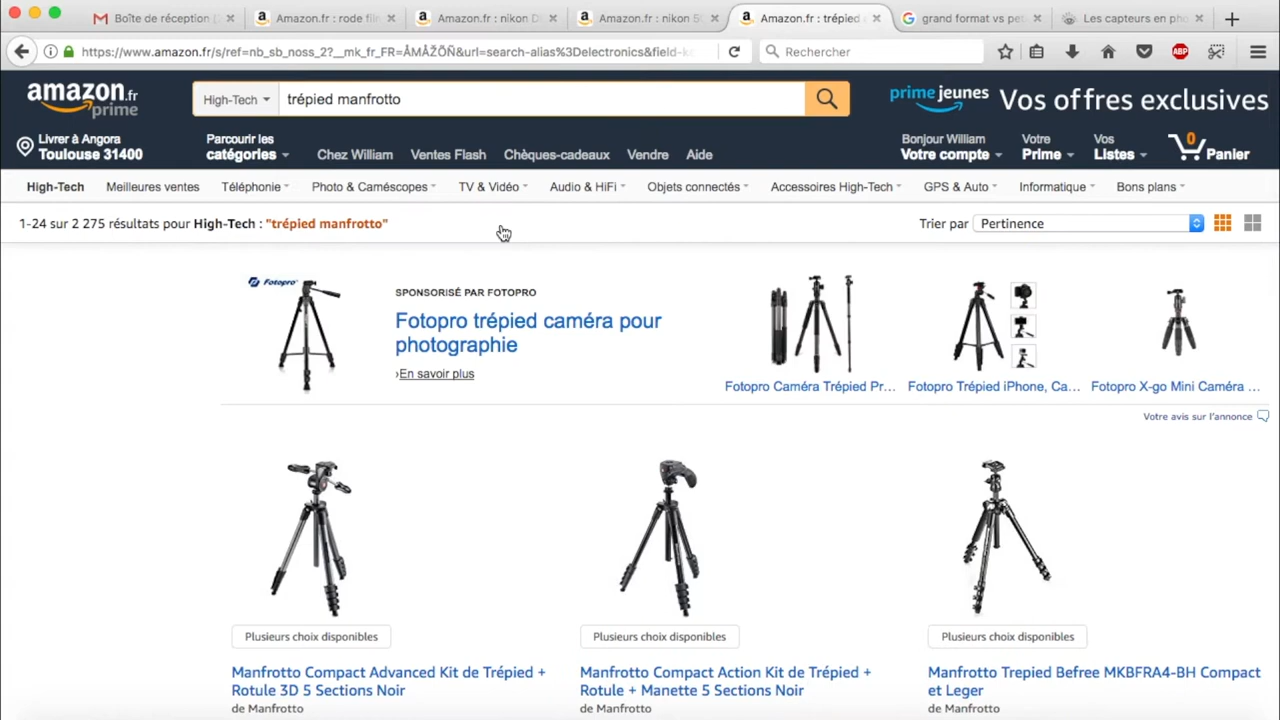 Boîte de réception
Amazon.fr : rode
Amazon.fr : nikon
Amazon.fr : nikon
Amazon.fr : trépied
grand format vs
Les capteurs en
https://www.amazon.fr/s/ref=nb_sb_noss_2?__mk_fr_FR=ÅMÅŽÕÑ&url=search-alias%3Delectronics&field-
Rechercher
ABP
amazon.fr
prime
High-Tech
trépied manfrotto
prime jeunes
Vos offres exclusives
Livrer à Angora
Toulouse 31400
Parcourir les
catégories
Chez William
Ventes Flash
Chèques-cadeaux
Vendre
Aide
Bonjour William
Votre compte
Votre
Prime
Vos
Listes
0
Panier
High-Tech
Meilleures ventes
Téléphonie
Photo & Caméscopes
TV & Vidéo
Audio & HiFi
Objets connectés
Accessoires High-Tech
GPS & Auto
Informatique
Bons plans
1-24 sur 2 275 résultats pour High-Tech : "trépied manfrotto"
Trier par
Pertinence
Fotopro
SPONSORISÉ PAR FOTOPRO
Fotopro trépied caméra pour
photographie
›En savoir plus
Fotopro Caméra Trépied Pr...
Fotopro Trépied iPhone, Ca...
Fotopro X-go Mini Caméra ...
Votre avis sur l'annonce
Plusieurs choix disponibles
Plusieurs choix disponibles
Plusieurs choix disponibles
Manfrotto Compact Advanced Kit de Trépied +
Rotule 3D 5 Sections Noir
de Manfrotto
Manfrotto Compact Action Kit de Trépied +
Rotule + Manette 5 Sections Noir
de Manfrotto
Manfrotto Trepied Befree MKBFRA4-BH Compact
et Leger
de Manfrotto